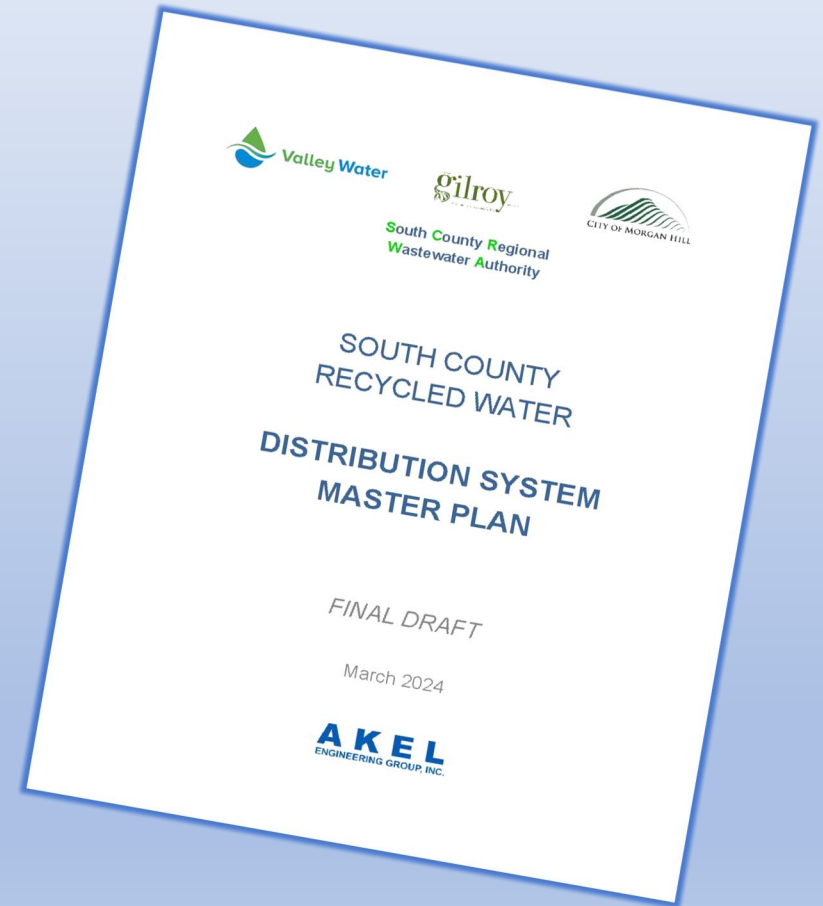 Valley Water
gilroy
CITY OF MORGAN HILL
South County Regional
Wastewater Authority
SOUTH COUNTY
RECYCLED WATER
DISTRIBUTION SYSTEM
MASTER PLAN
FINAL DRAFT
March 2024
AKEL
ENGINEERING GROUP, INC.